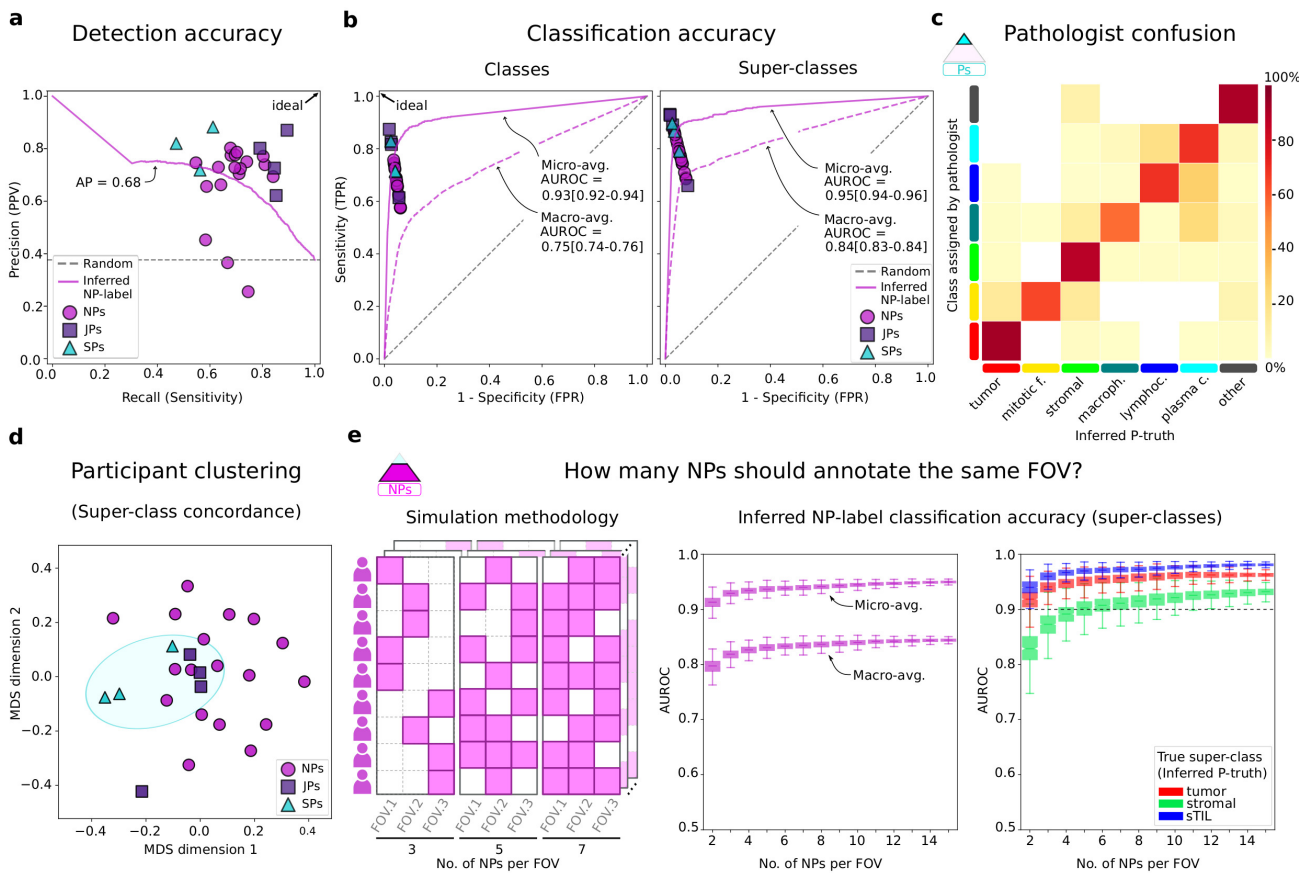 a
Detection accuracy
ideal
AP = 0.68
Random
Inferred
NP-label
NPs
JPs
SPs
Precision (PPV)
1.0
0.8
0.6
0.4
0.2
0.0
0.0 0.2 0.4 0.6 0.8 1.0
Recall (Sensitivity)
b
Classification accuracy
Classes
ideal
Micro-avg.
AUROC =
0.93[0.92-0.94]
Macro-avg.
AUROC =
0.75[0.74-0.76]
Sensitivity (TPR)
1.0
0.8
0.6
0.4
0.2
0.0
0.0 0.2 0.4 0.6 0.8 1.0
1 - Specificity (FPR)
Super-classes
Micro-avg.
AUROC =
0.95[0.94-0.96]
Macro-avg.
AUROC =
0.84[0.83-0.84]
Random
Inferred
NP-label
NPs
JPs
SPs
0.0 0.2 0.4 0.6 0.8 1.0
1 - Specificity (FPR)
c
Pathologist confusion
Ps
Class assigned by pathologist
100%
80
60
40
20
0%
tumor
mitotic f.
stromal
macroph.
lymphoc.
plasma c.
other
Inferred P-truth
d
Participant clustering
(Super-class concordance)
MDS dimension 2
0.4
0.2
0.0
−0.2
−0.4
NPs
JPs
SPs
−0.4 −0.2 0.0 0.2 0.4
MDS dimension 1
e
How many NPs should annotate the same FOV?
NPs
Simulation methodology
FOV.1 FOV.2 FOV.3 FOV.1 FOV.2 FOV.3 FOV.1 FOV.2 FOV.3
3 5 7
No. of NPs per FOV
Inferred NP-label classification accuracy (super-classes)
AUROC
1.0
0.9
0.8
0.7
0.6
0.5
Micro-avg.
Macro-avg.
2 4 6 8 10 12 14
No. of NPs per FOV
AUROC
1.0
0.9
0.8
0.7
0.6
0.5
True super-class
(Inferred P-truth)
tumor
stromal
sTIL
2 4 6 8 10 12 14
No. of NPs per FOV